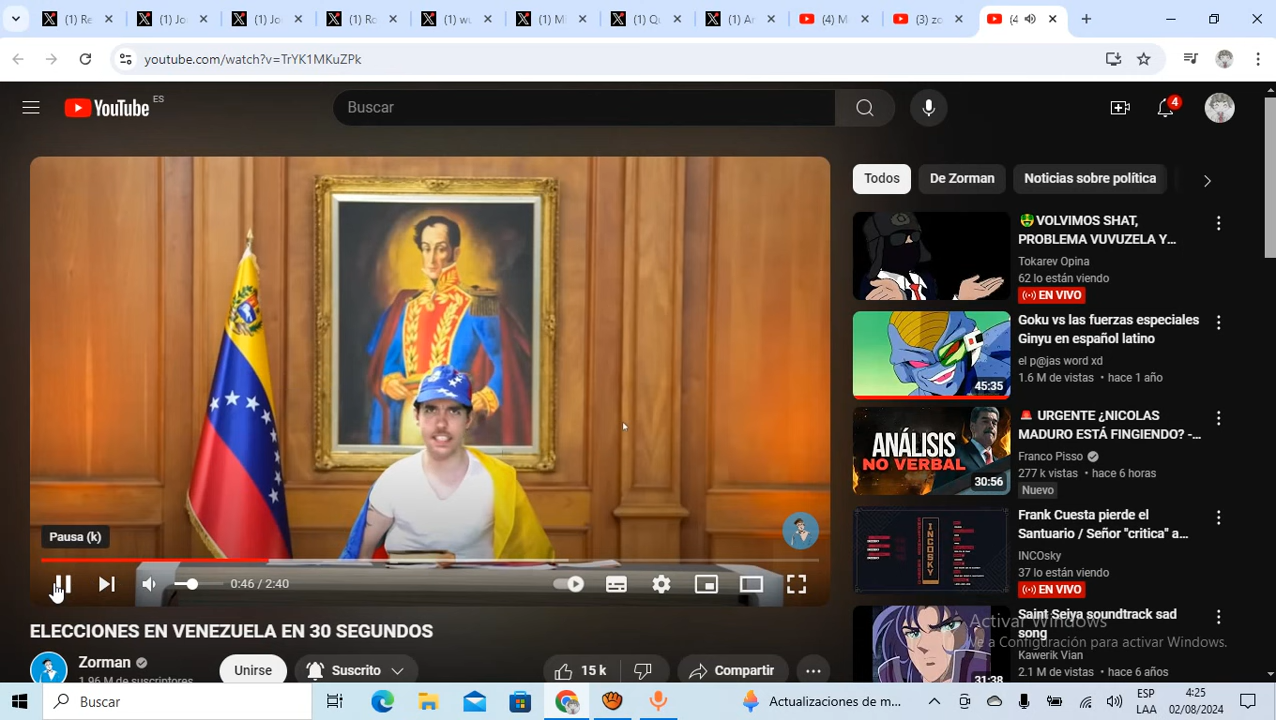 (1) Re
(1) Jo
(1) Jo
(1) Ro
(1) w
(1) M
(1) Q
(1) Ar
(4) M
(3) zo
(4
youtube.com/watch?v=TrYK1MKuZPk
YouTube ES
Buscar
4
Todos
De Zorman
Noticias sobre política
🤑VOLVIMOS SHAT,
PROBLEMA VUVUZELA Y…
Tokarev Opina
62 lo están viendo
EN VIVO
Goku vs las fuerzas especiales
Ginyu en español latino
el p@jas word xd
1.6 M de vistas • hace 1 año
45:35
🚨 URGENTE ¿NICOLAS
MADURO ESTÁ FINGIENDO? -…
Franco Pisso
277 k vistas • hace 6 horas
Nuevo
ANÁLISIS
NO VERBAL
30:56
Frank Cuesta pierde el
Santuario / Señor "critica" a…
INCOsky
37 lo están viendo
EN VIVO
INCOSKY
Saint Seiya soundtrack sad
song
Kawerik Vian
2.1 M de vistas • hace 6 años
31:38
Pausa (k)
0:46 / 2:40
ELECCIONES EN VENEZUELA EN 30 SEGUNDOS
Zorman
1.96 M de suscriptores
Unirse
Suscrito
15 k
Compartir
Activar Windows
Ve a Configuración para activar Windows.
Buscar
Actualizaciones de m…
ESP
LAA
4:25
02/08/2024